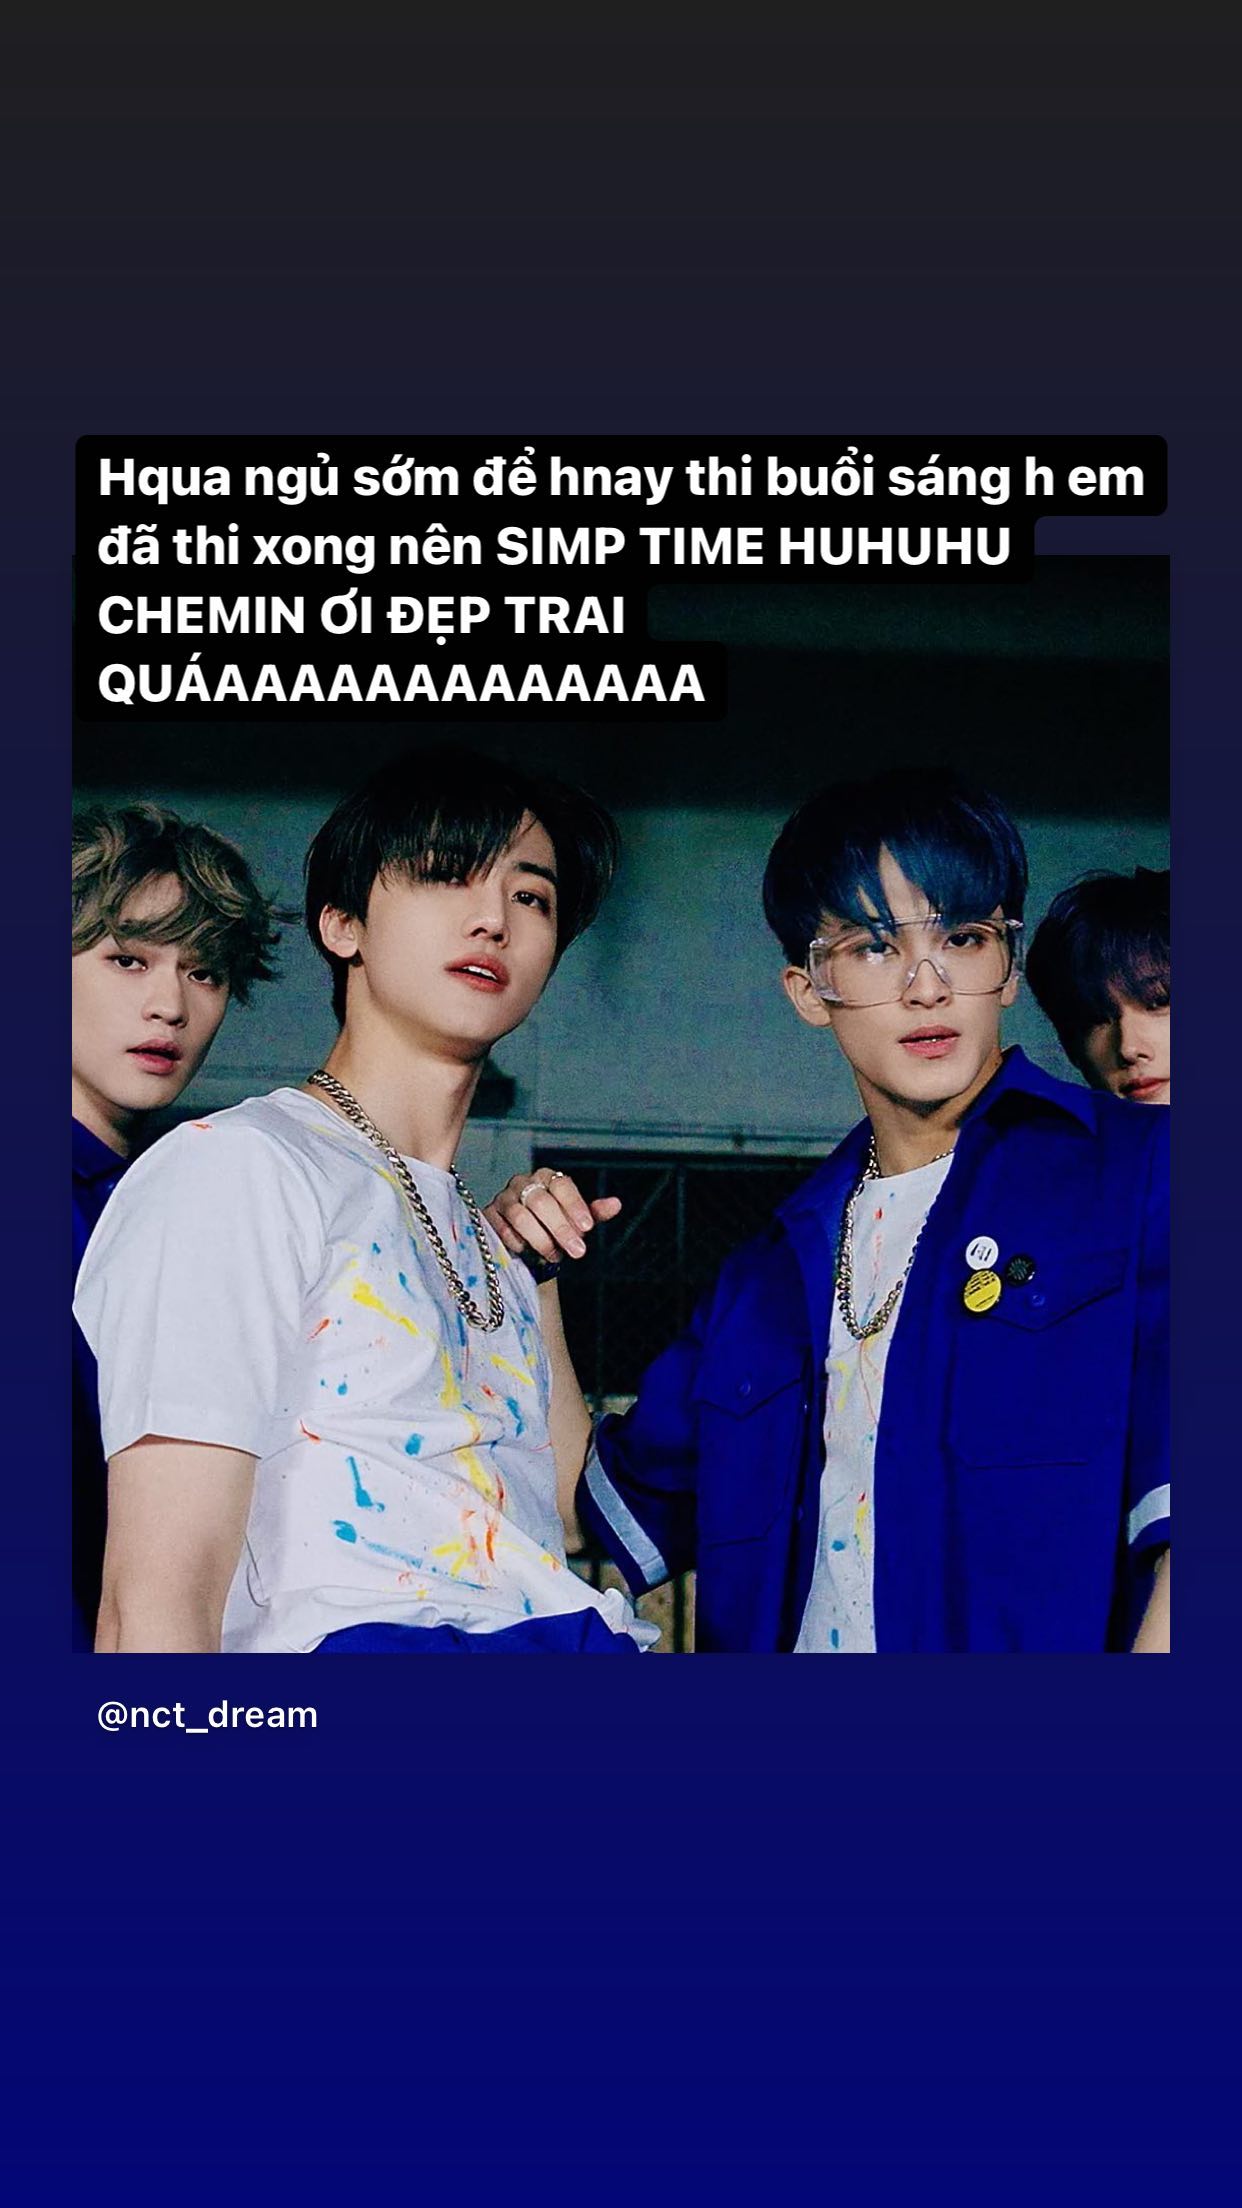 Hqua ngủ sớm để hnay thi buổi sáng h em
đã thi xong nên SIMP TIME HUHUHU
CHEMIN ƠI ĐẸP TRAI
QUÁAAAAAAAAAAAAAA
@nct_dream